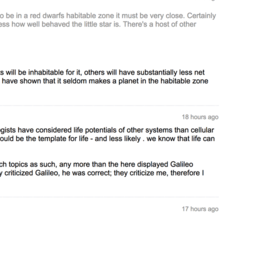 o be in a red dwarfs habitable zone it must be very close. Certainly
ess how well behaved the little star is. There's a host of other
s will be inhabitable for it, others will have substantially less net
have shown that it seldom makes a planet in the habitable zone
18 hours ago
gists have considered life potentials of other systems than cellular
ould be the template for life - and less likely . we know that life can
ch topics as such, any more than the here displayed Galileo
y criticized Galileo, he was correct; they criticize me, therefore I
17 hours ago